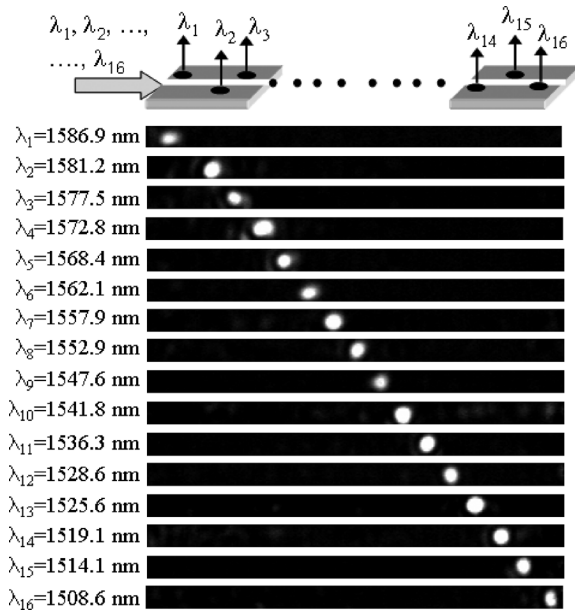 λ1, λ2, ...,
...., λ16
λ1
λ2
λ3
λ14
λ15
λ16
λ1=1586.9 nm
λ2=1581.2 nm
λ3=1577.5 nm
λ4=1572.8 nm
λ5=1568.4 nm
λ6=1562.1 nm
λ7=1557.9 nm
λ8=1552.9 nm
λ9=1547.6 nm
λ10=1541.8 nm
λ11=1536.3 nm
λ12=1528.6 nm
λ13=1525.6 nm
λ14=1519.1 nm
λ15=1514.1 nm
λ16=1508.6 nm